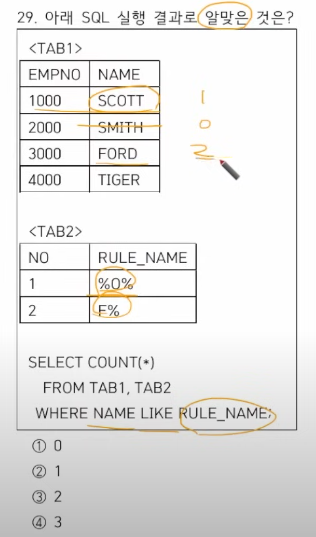 29. 아래 SQL 실행 결과로 알맞은 것은?
<TAB1>
EMPNO NAME
1000 SCOTT 1
2000 SMITH 0
3000 FORD 2
4000 TIGER
<TAB2>
NO RULE_NAME
1 %O%
2 F%
SELECT COUNT(*)
FROM TAB1, TAB2
WHERE NAME LIKE RULE_NAME;
① 0
② 1
③ 2
④ 3